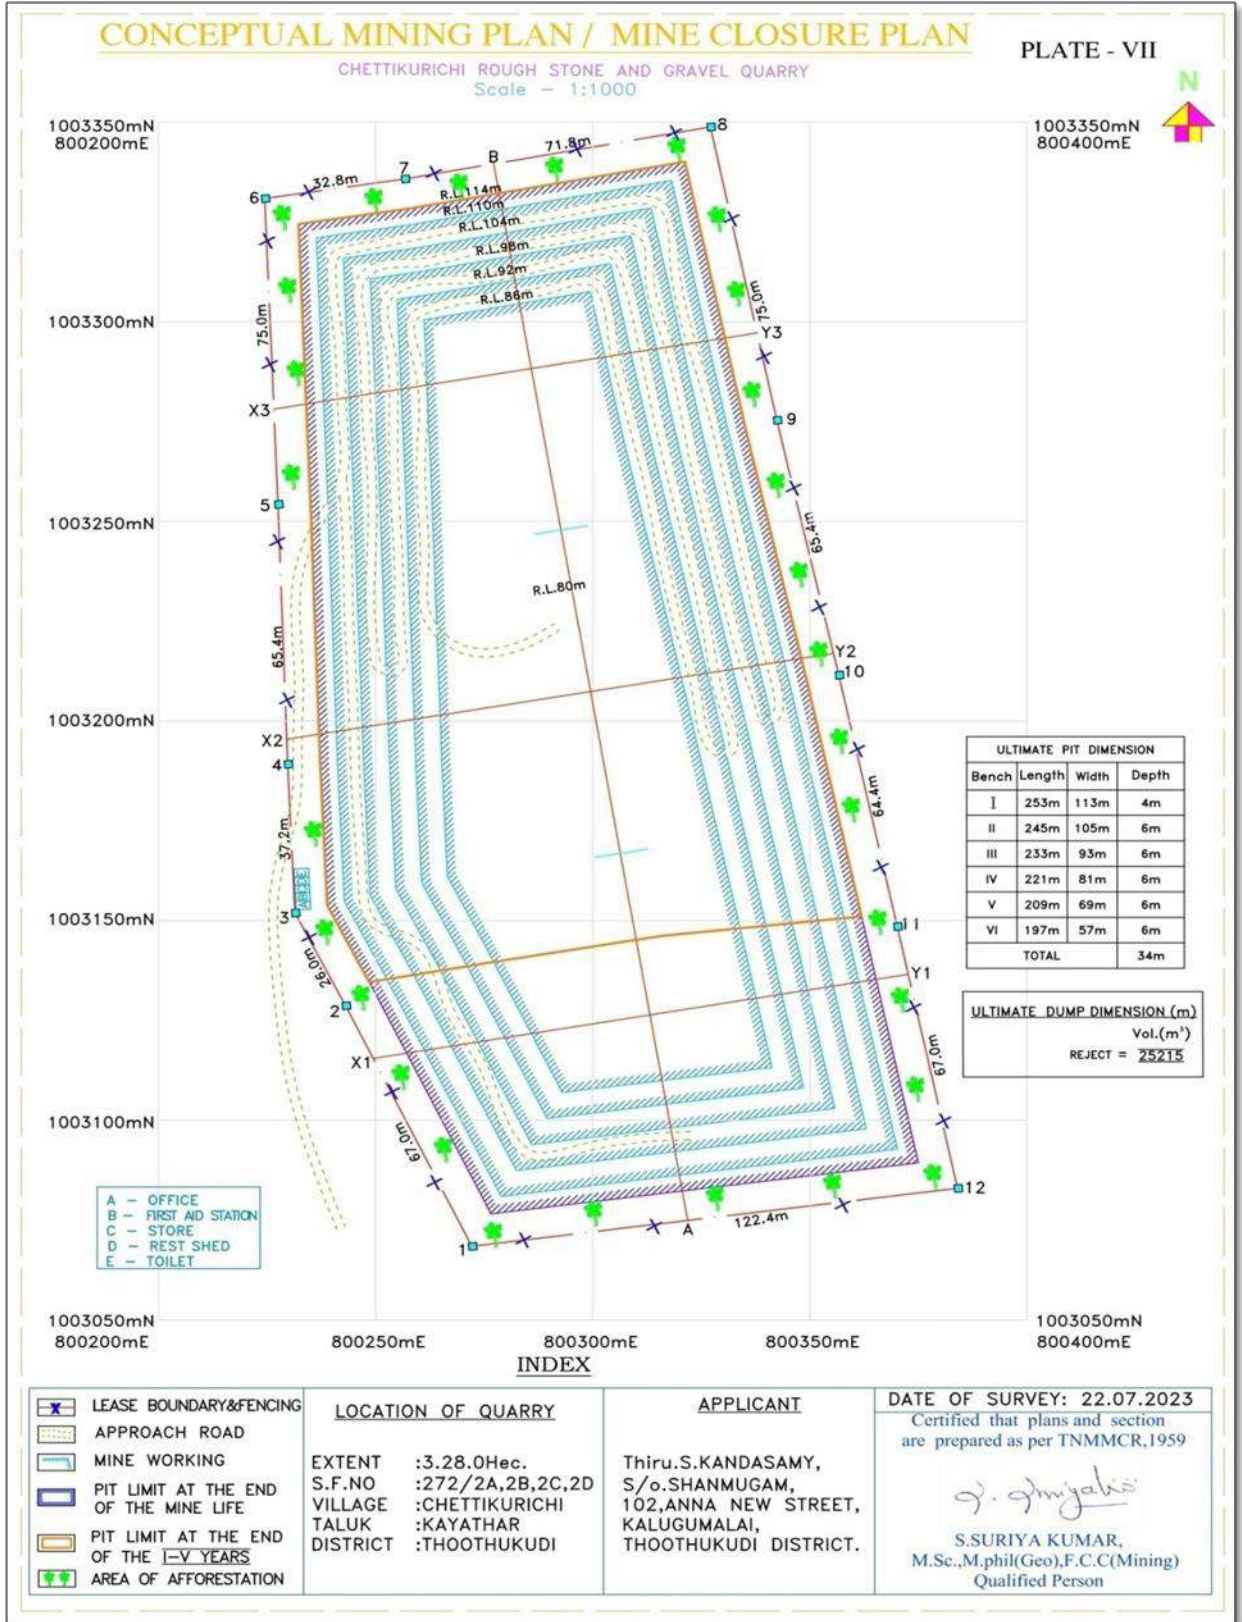 CONCEPTUAL MINING PLAN / MINE CLOSURE PLAN
PLATE - VII
CHETTIKURICHI ROUGH STONE AND GRAVEL QUARRY
Scale - 1:1000
N
1003350mN
800200mE
1003350mN
800400mE
8
71.8m
B
7
32.8m
6
R.L.114m
R.L.110m
R.L.104m
R.L.98m
R.L.92m
R.L.86m
75.0m
75.0m
1003300mN
Y3
X3
9
5
1003250mN
65.4m
R.L.80m
65.4m
Y2
10
1003200mN
X2
4
ULTIMATE PIT DIMENSION
Bench Length Width Depth
I 253m 113m 4m
II 245m 105m 6m
III 233m 93m 6m
IV 221m 81m 6m
V 209m 69m 6m
VI 197m 57m 6m
TOTAL 34m
64.4m
37.2m
ABCDE
3
1003150mN
11
26.0m
Y1
2
X1
ULTIMATE DUMP DIMENSION (m)
Vol.(m³)
REJECT = 25215
67.0m
1003100mN
67.0m
12
A - OFFICE
B - FIRST AID STATION
C - STORE
D - REST SHED
E - TOILET
122.4m
A
1
1003050mN
800200mE
800250mE
800300mE
800350mE
1003050mN
800400mE
INDEX
LEASE BOUNDARY&FENCING
APPROACH ROAD
MINE WORKING
PIT LIMIT AT THE END
OF THE MINE LIFE
PIT LIMIT AT THE END
OF THE I-V YEARS
AREA OF AFFORESTATION
LOCATION OF QUARRY
EXTENT :3.28.0Hec.
S.F.NO :272/2A,2B,2C,2D
VILLAGE :CHETTIKURICHI
TALUK :KAYATHAR
DISTRICT :THOOTHUKUDI
APPLICANT
Thiru.S.KANDASAMY,
S/o.SHANMUGAM,
102,ANNA NEW STREET,
KALUGUMALAI,
THOOTHUKUDI DISTRICT.
DATE OF SURVEY: 22.07.2023
Certified that plans and section
are prepared as per TNMMCR,1959
S.SURIYA KUMAR,
M.Sc.,M.phil(Geo),F.C.C(Mining)
Qualified Person